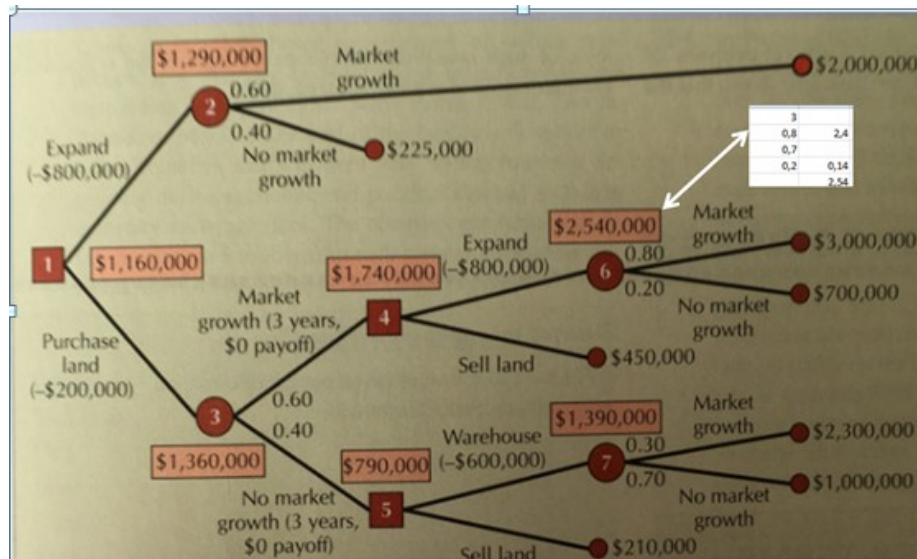 $1,290,000
Market
growth
$2,000,000
0.60
2
0.40
No market
growth
$225,000
Expand
(–$800,000)
3
0,8 2,4
0,7
0,2 0,14
2.54
1
$1,160,000
$2,540,000
Market
growth
$3,000,000
Expand
(–$800,000)
0.80
6
0.20
No market
growth
$700,000
$1,740,000
4
Market
growth (3 years,
$0 payoff)
Sell land
$450,000
Purchase
land
(–$200,000)
3
0.60
0.40
$1,360,000
$1,390,000
Market
growth
$2,300,000
Warehouse
(–$600,000)
0.30
7
0.70
No market
growth
$1,000,000
$790,000
5
No market
growth (3 years,
$0 payoff)
Sell land
$210,000